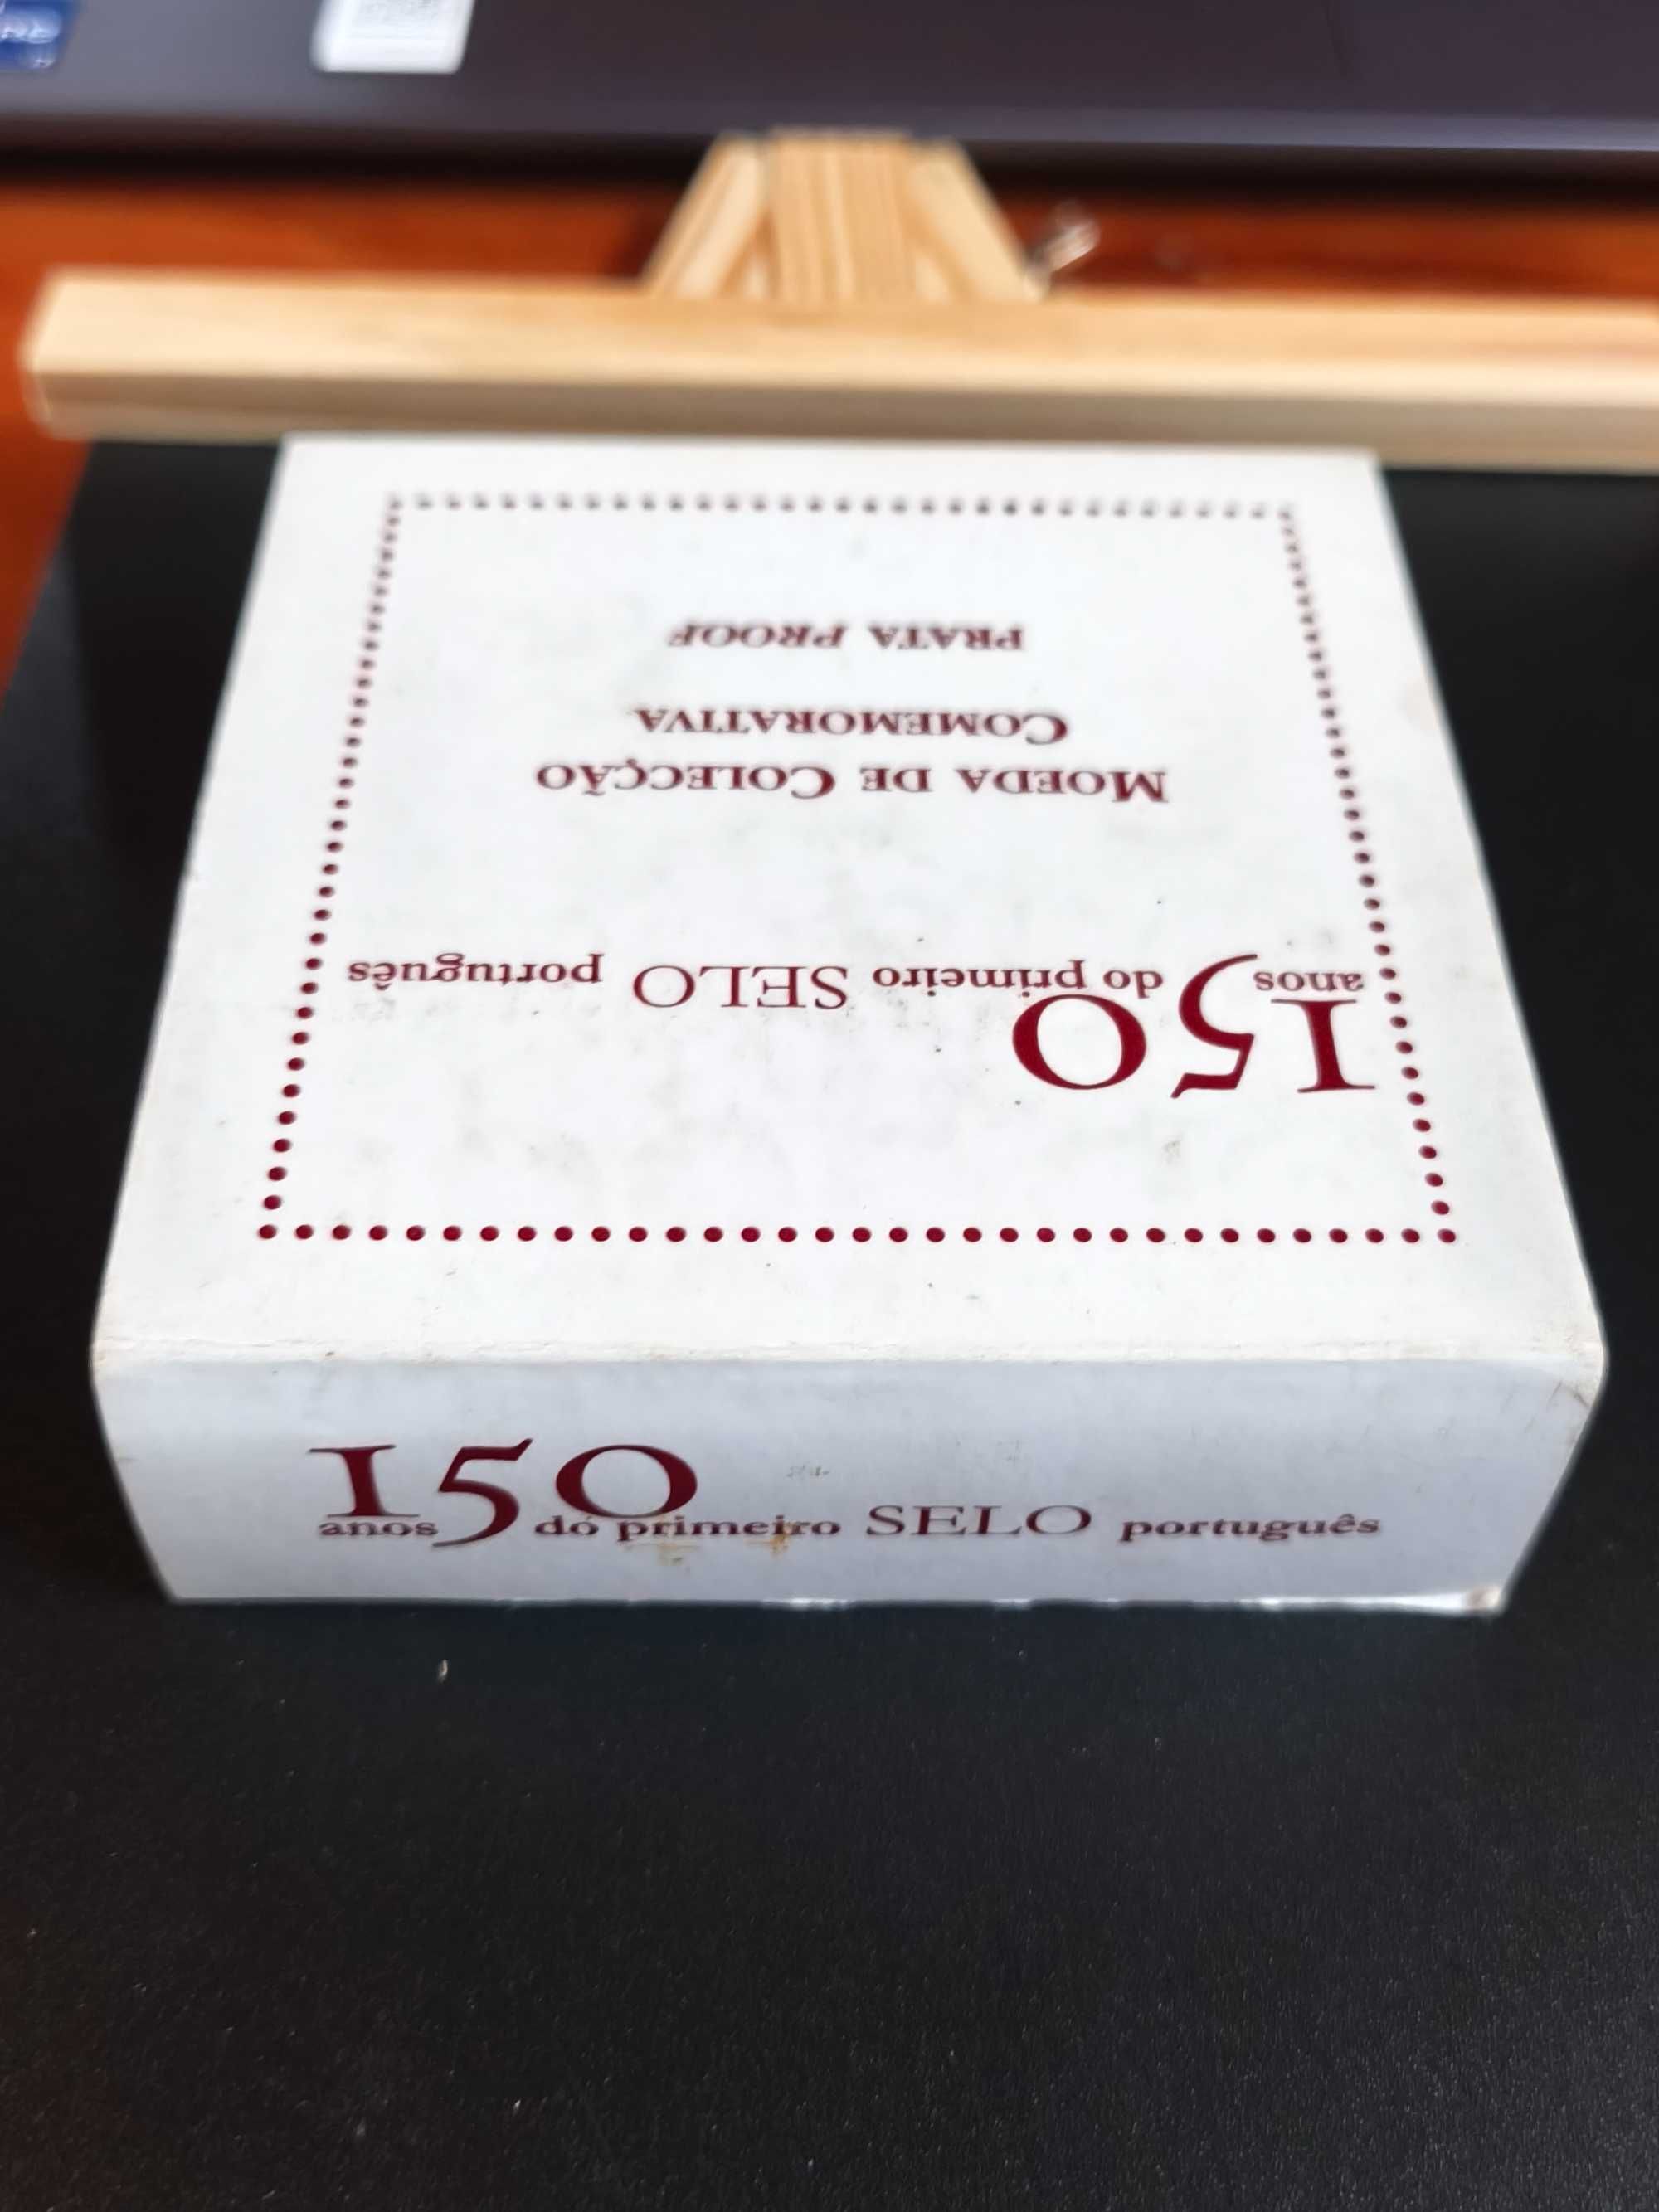 150
anos do primeiro SELO português
MOEDA DE COLECÇÃO
COMEMORATIVA
PRATA PROOF
150
anos do primeiro SELO português